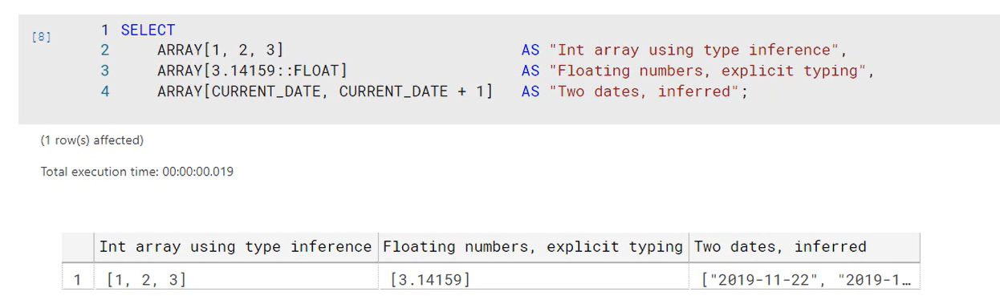 [8]
1 SELECT
2 ARRAY[1, 2, 3] AS "Int array using type inference",
3 ARRAY[3.14159::FLOAT] AS "Floating numbers, explicit typing",
4 ARRAY[CURRENT_DATE, CURRENT_DATE + 1] AS "Two dates, inferred";
(1 row(s) affected)
Total execution time: 00:00:00.019
Int array using type inference Floating numbers, explicit typing Two dates, inferred
1 [1, 2, 3] [3.14159] ["2019-11-22", "2019-1…